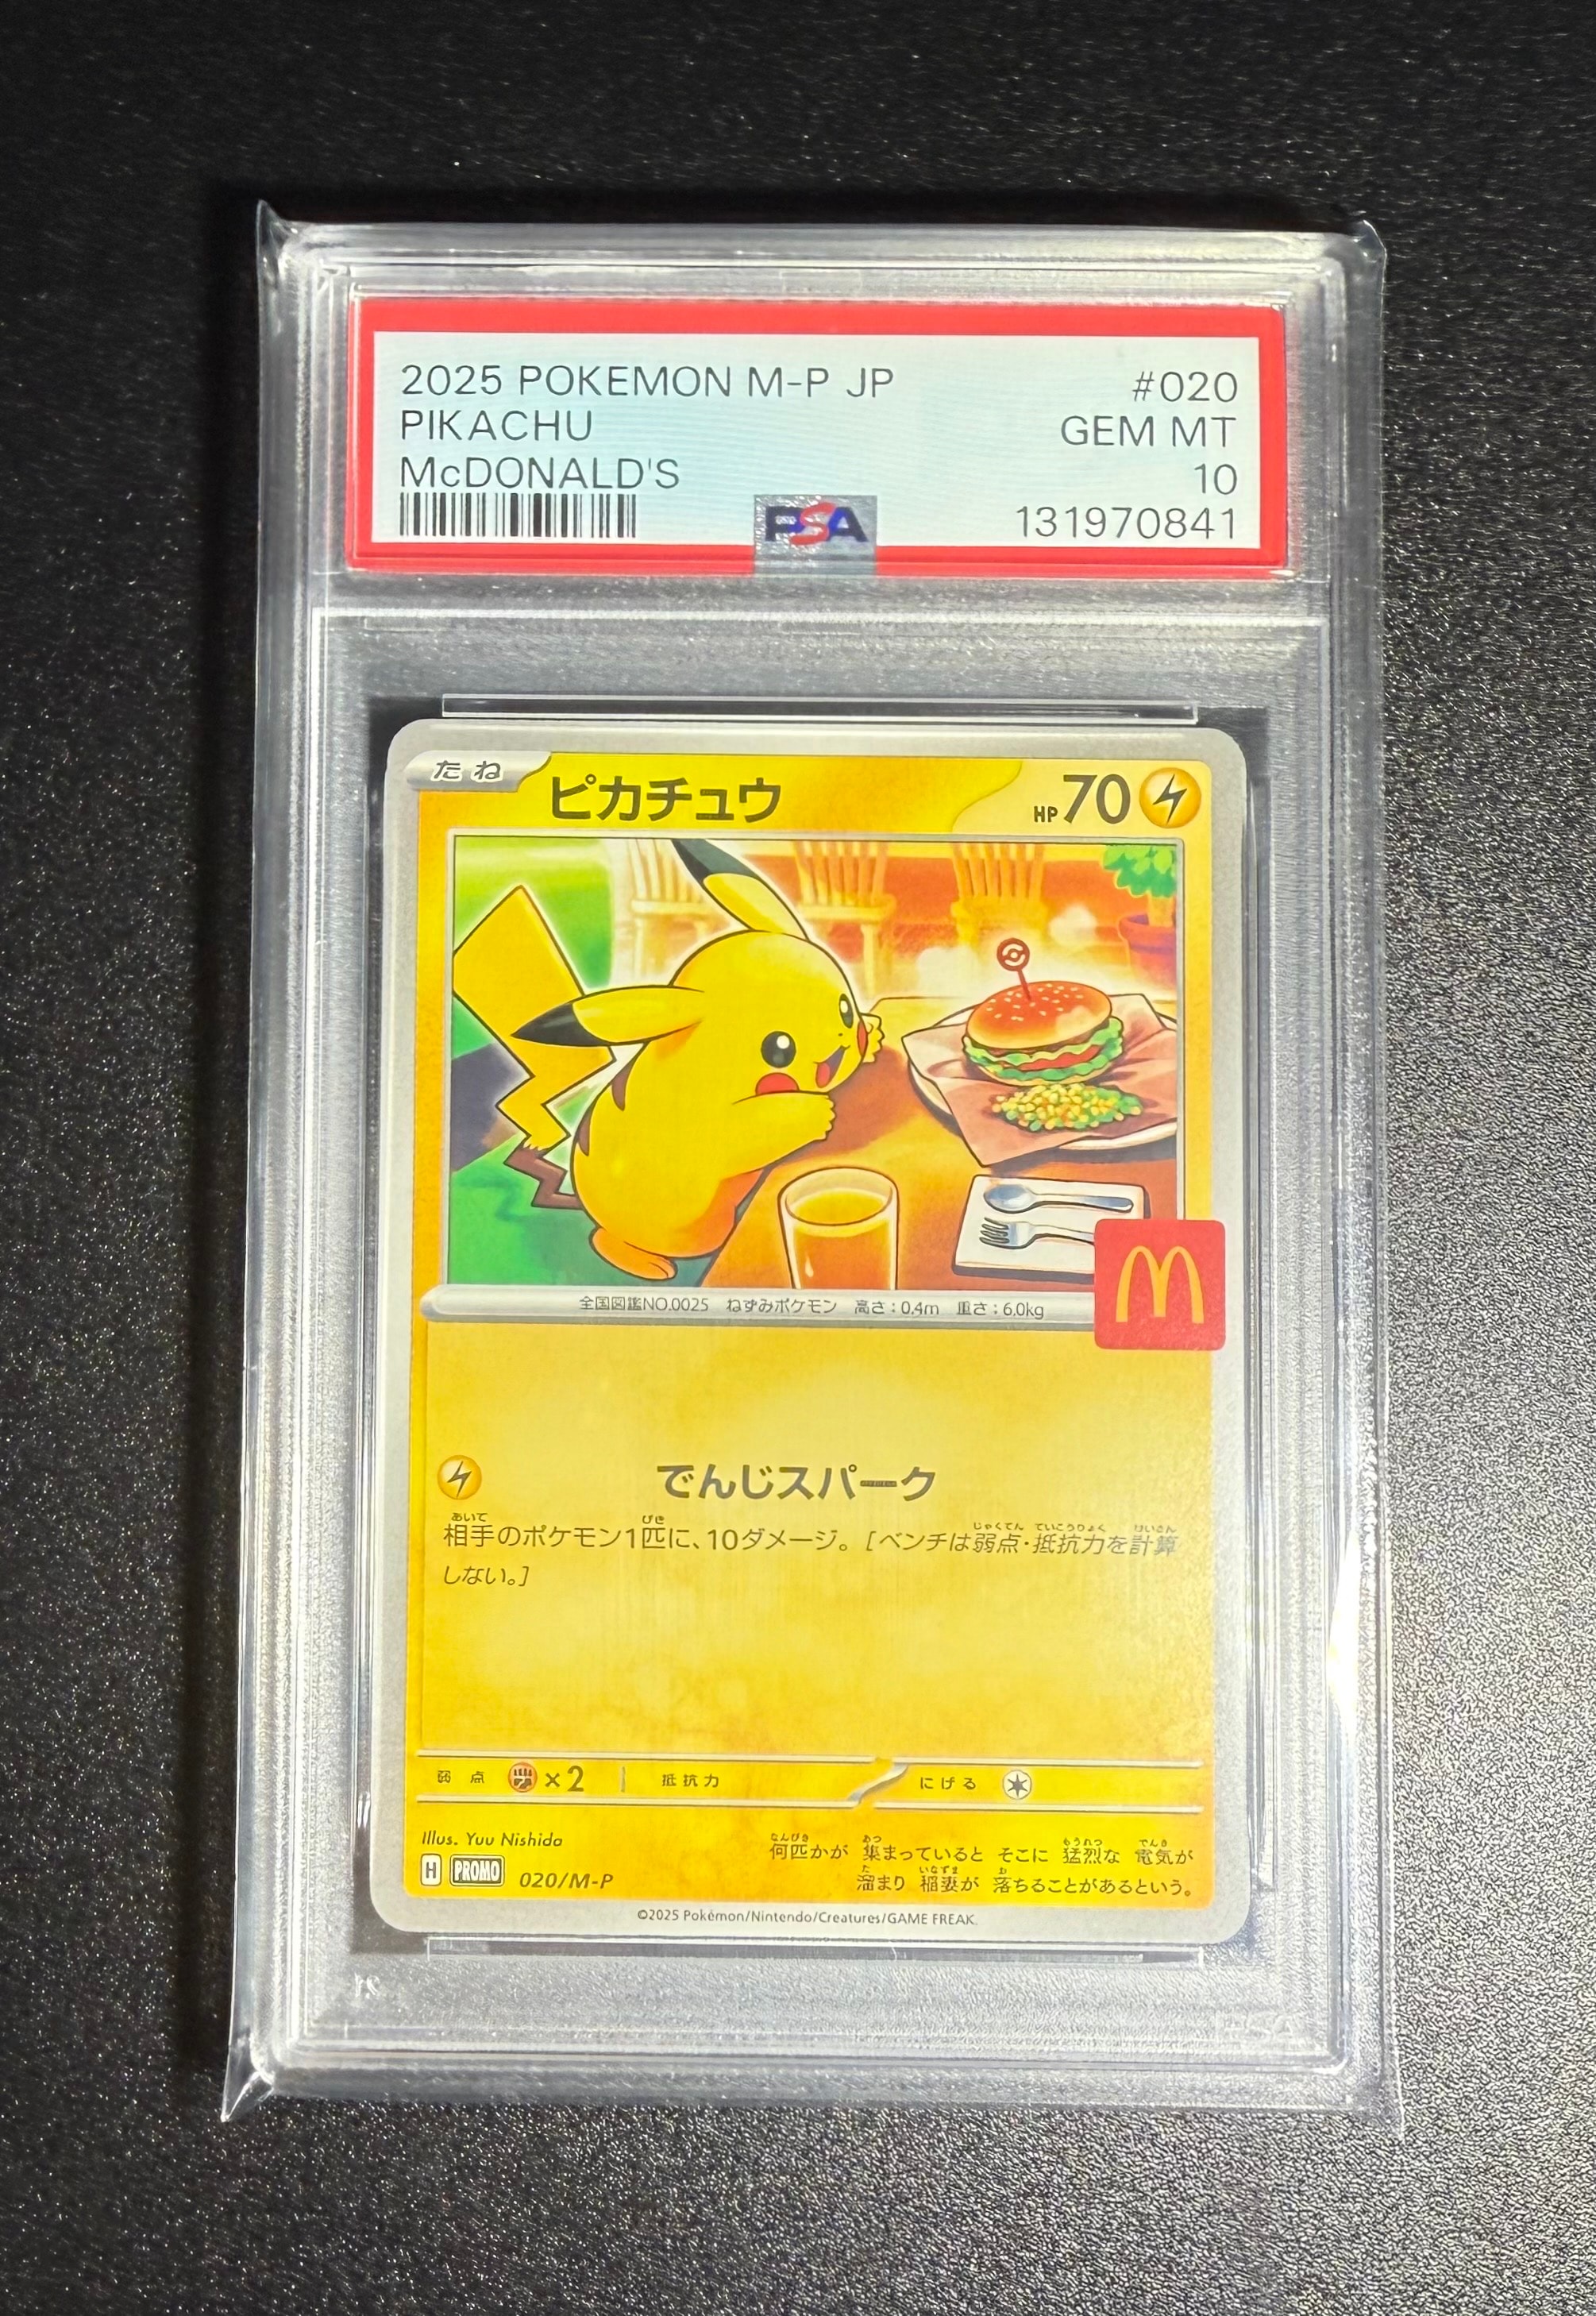 2025 POKEMON M-P JP #020
PIKACHU GEM MT
McDONALD'S 10
PSA 131970841
たね ピカチュウ HP 70
M
全国図鑑NO.0025 ねずみポケモン 高さ:0.4m 重さ:6.0kg
でんじスパーク
相手のポケモン1匹に、10ダメージ。[ベンチは弱点・抵抗力を計算
しない。]
弱点 ×2 抵抗力 にげる
Illus. Yuu Nishida
H PROMO 020/M-P
何匹かが 集まっていると そこに 猛烈な 電気が
溜まり 稲妻が 落ちることがあるという。
©2025 Pokémon/Nintendo/Creatures/GAME FREAK.